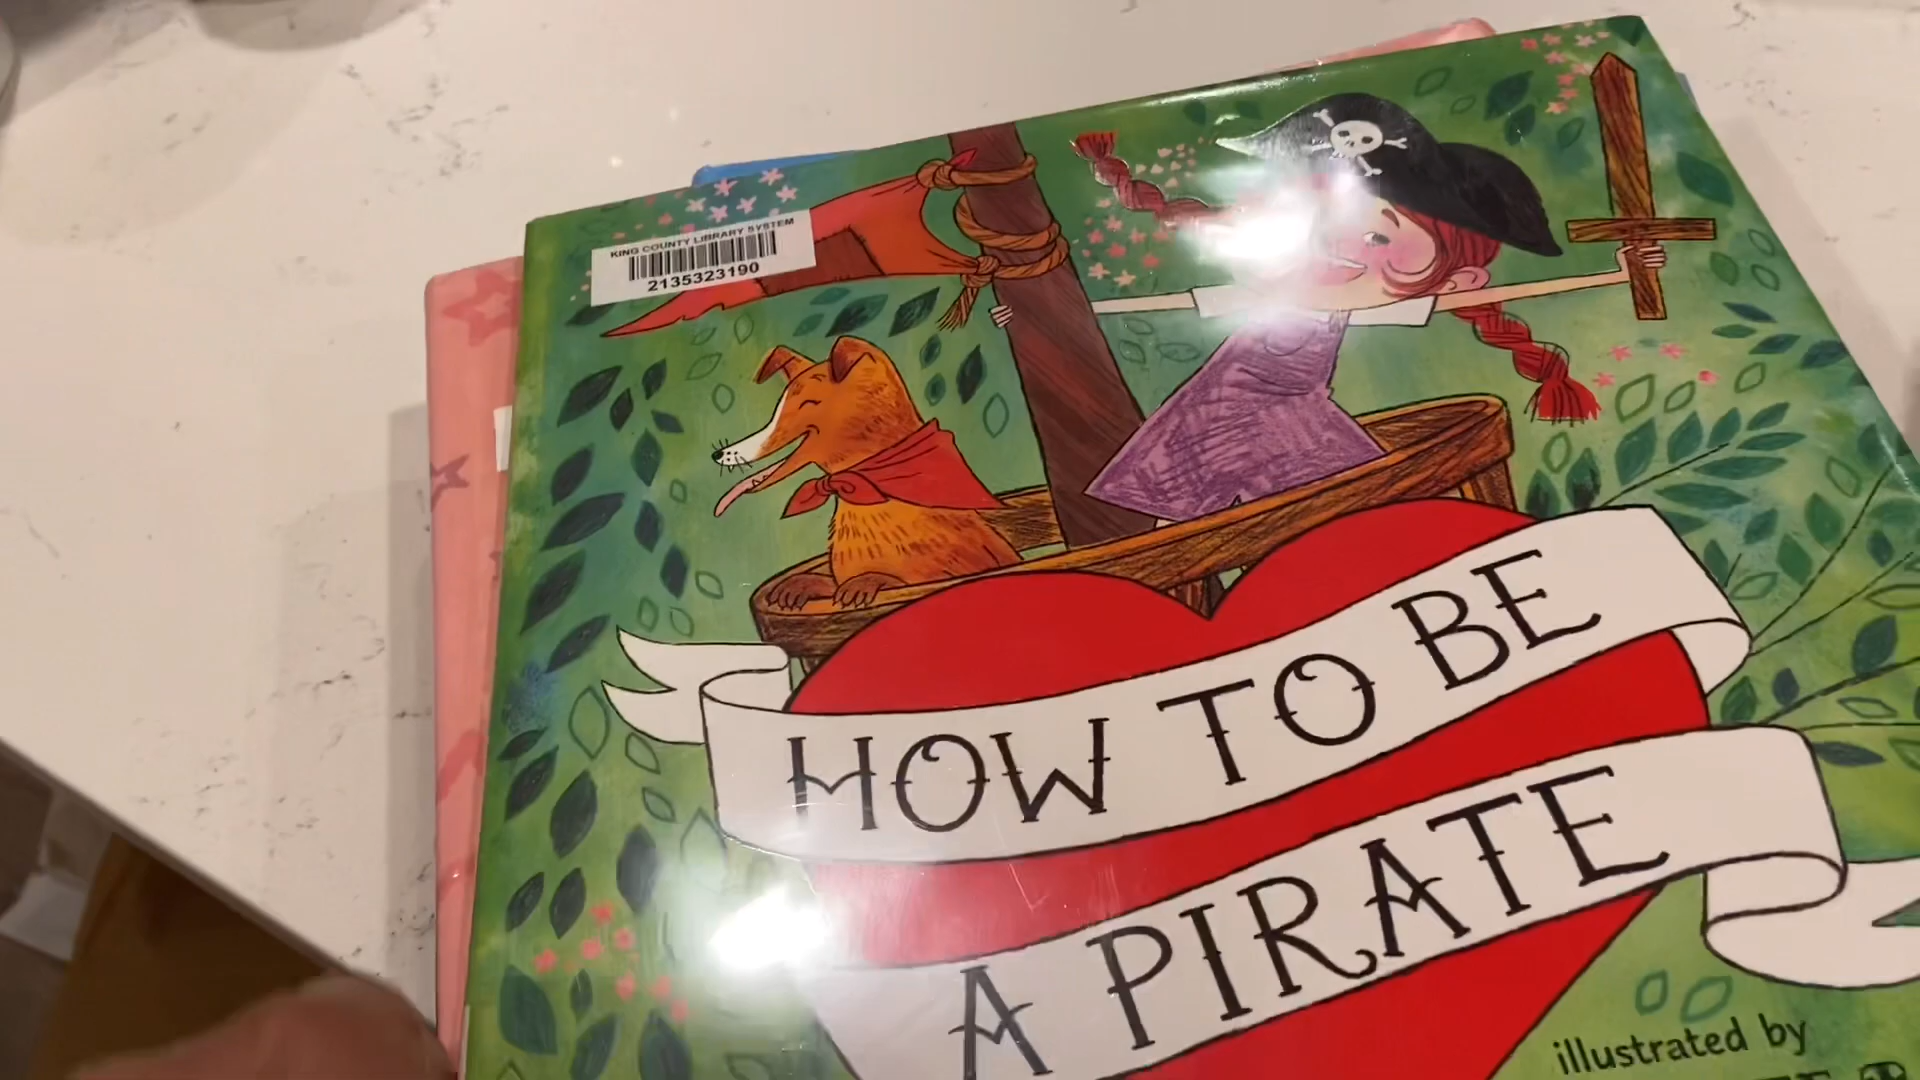 KING COUNTY LIBRARY SYSTEM
2135323190
HOW TO BE
A PIRATE
illustrated by